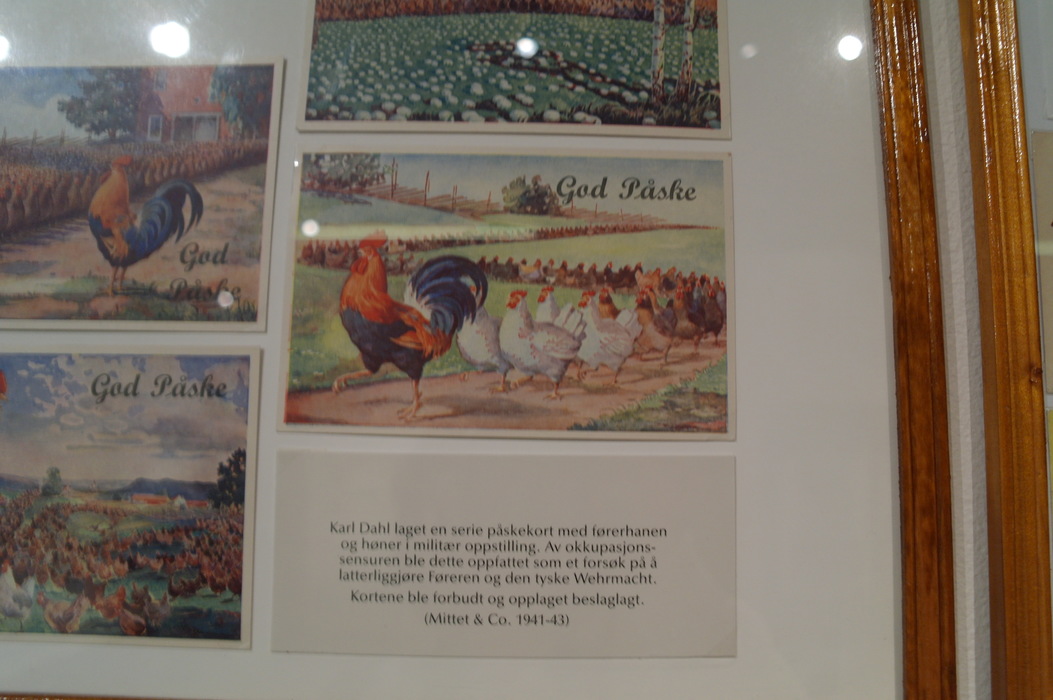 God Påske
God
Påske
God Påske
Karl Dahl laget en serie påskekort med førerhanen
og høner i militær oppstilling. Av okkupasjons-
sensuren ble dette oppfattet som et forsøk på å
latterliggjøre Føreren og den tyske Wehrmacht.
Kortene ble forbudt og opplaget beslaglagt.
(Mittet & Co. 1941-43)